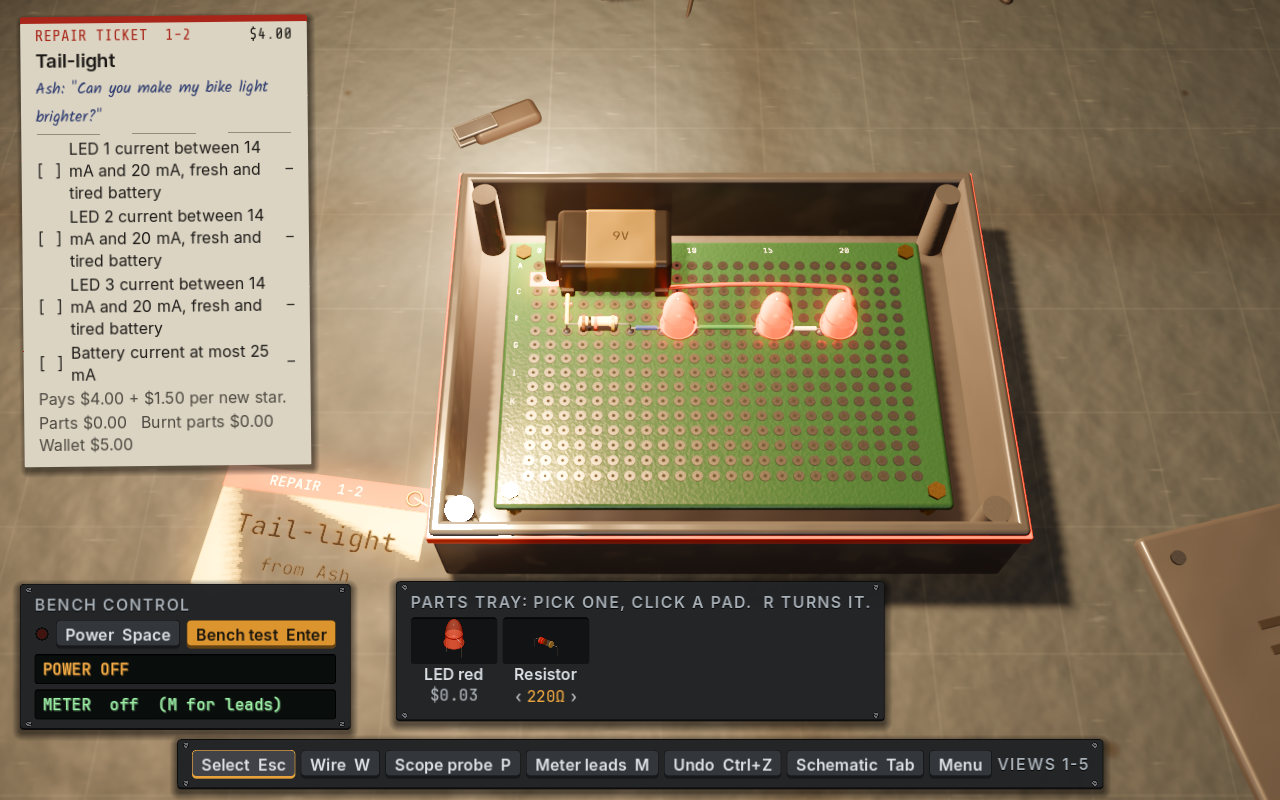 REPAIR TICKET 1-2 $4.00
Tail-light
Ash: "Can you make my bike light
brighter?"
[ ] LED 1 current between 14
mA and 20 mA, fresh and –
tired battery
[ ] LED 2 current between 14
mA and 20 mA, fresh and –
tired battery
[ ] LED 3 current between 14
mA and 20 mA, fresh and –
tired battery
[ ] Battery current at most 25
mA –
Pays $4.00 + $1.50 per new star.
Parts $0.00 Burnt parts $0.00
Wallet $5.00
9V
10 15 20
A
C
G
REPAIR 1-2
Tail-light
from Ash
BENCH CONTROL
Power Space
Bench test Enter
POWER OFF
METER off (M for leads)
PARTS TRAY: PICK ONE, CLICK A PAD. R TURNS IT.
LED red
$0.03
Resistor
‹ 220Ω ›
Select Esc
Wire W
Scope probe P
Meter leads M
Undo Ctrl+Z
Schematic Tab
Menu
VIEWS 1-5